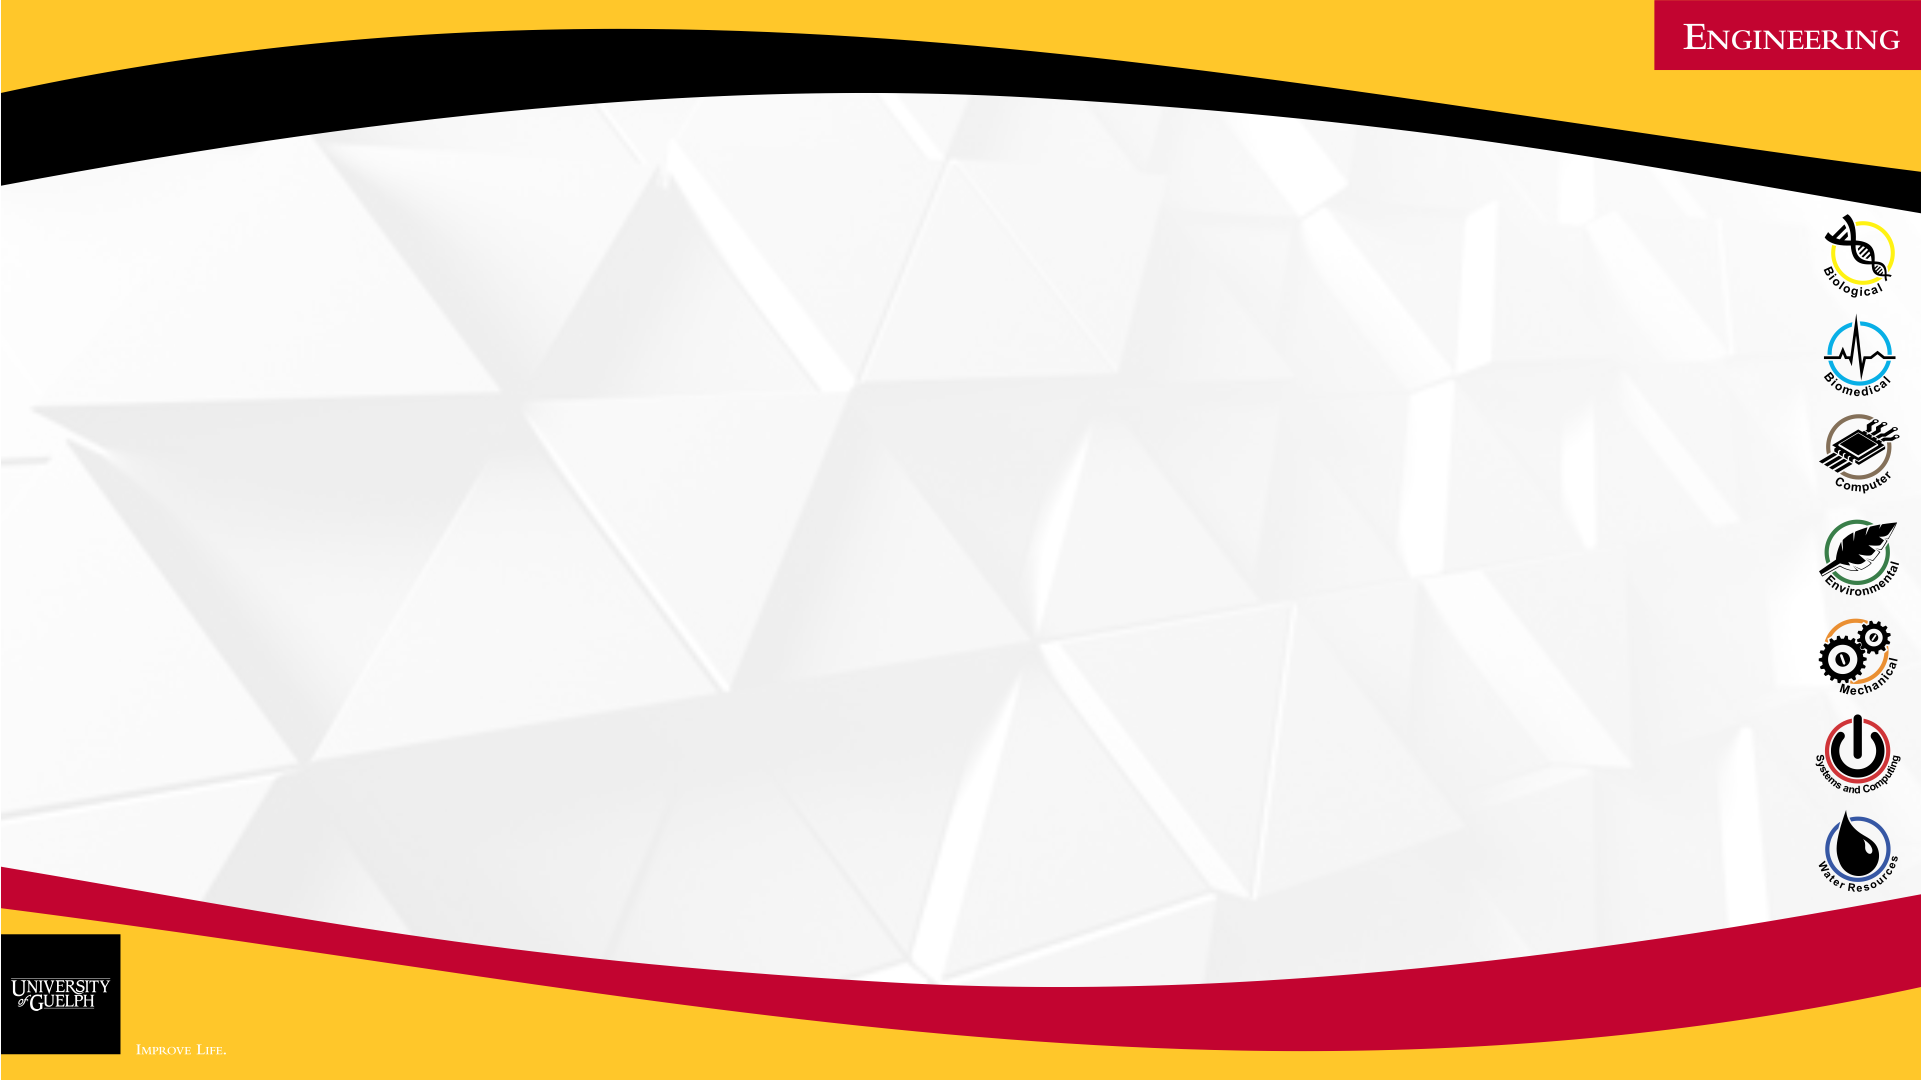 ENGINEERING
Biological
Biomedical
Computer
Environmental
Mechanical
Systems and Computing
Water Resources
UNIVERSITY
of GUELPH
IMPROVE LIFE.